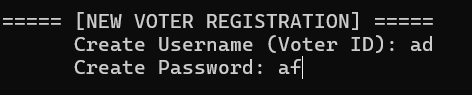 ===== [NEW VOTER REGISTRATION] =====
Create Username (Voter ID): ad
Create Password: af